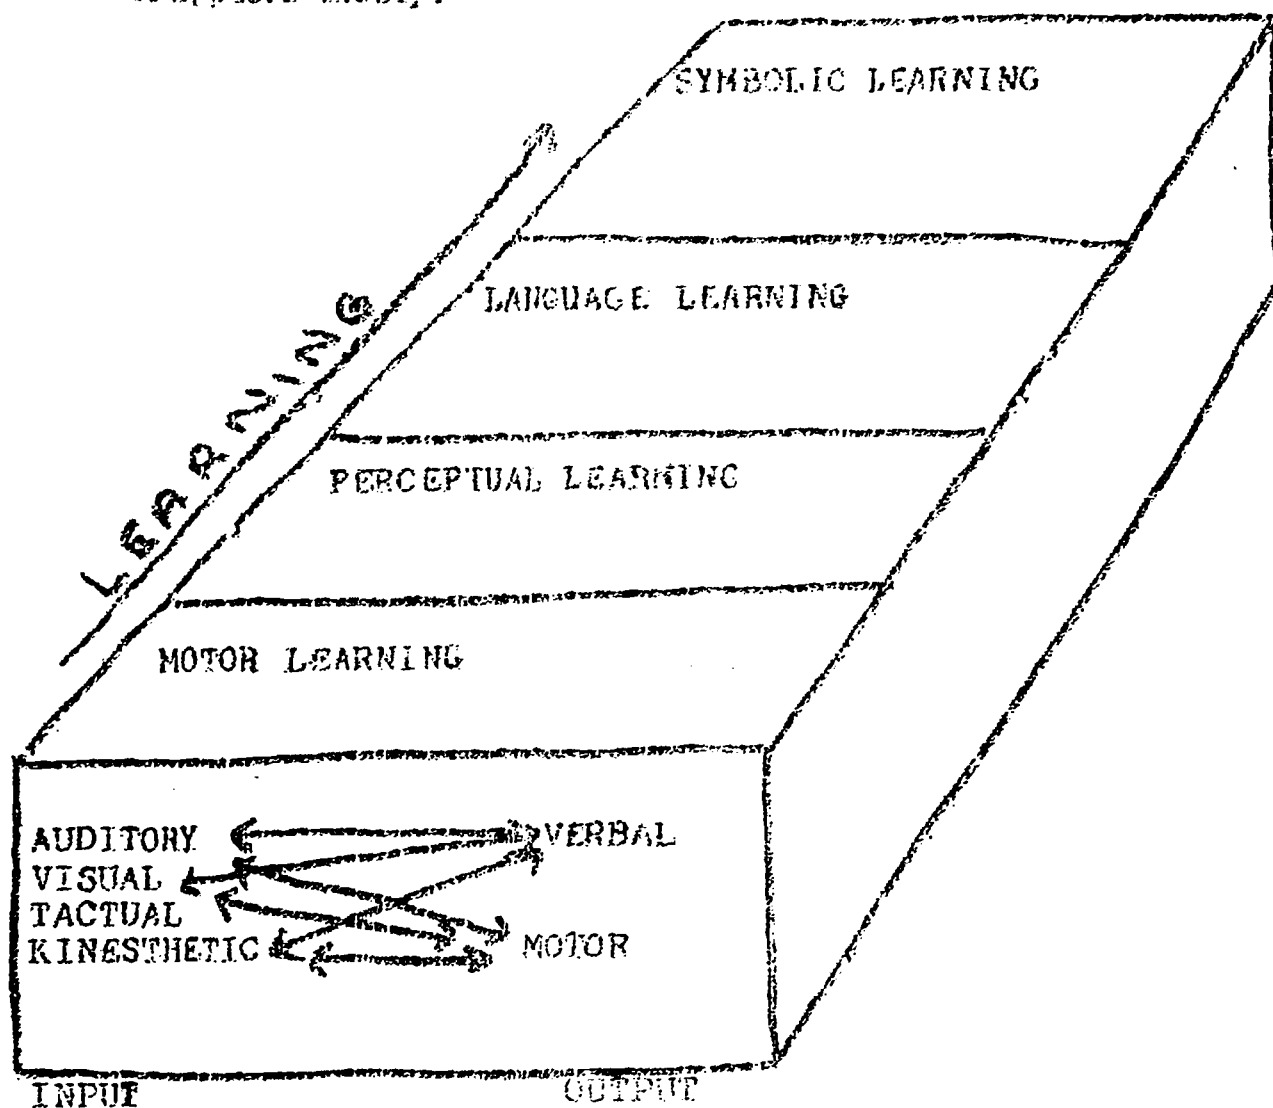 SYMBOLIC LEARNING
LANGUAGE LEARNING
LEARNING
PERCEPTUAL LEARNING
MOTOR LEARNING
AUDITORY VERBAL
VISUAL
TACTUAL
KINESTHETIC MOTOR
INPUT OUTPUT